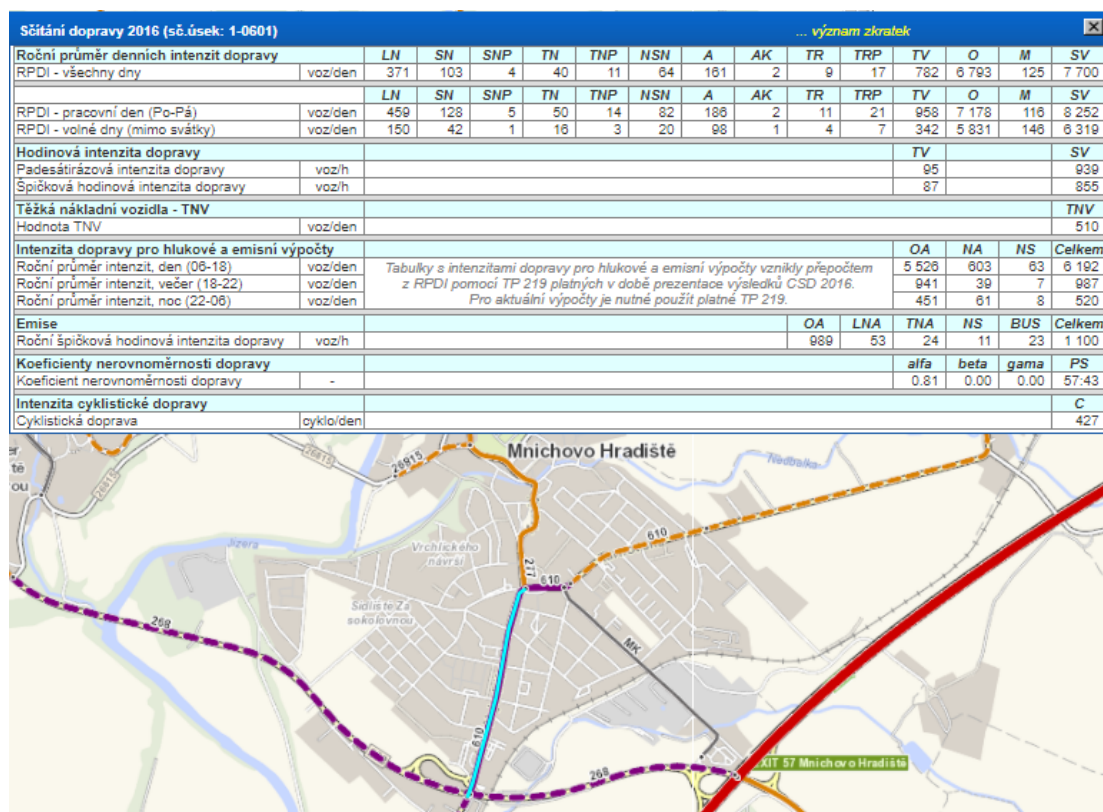 Sčítání dopravy 2016 (sč.úsek: 1-0601) ... význam zkratek
Roční průměr denních intenzit dopravy LN SN SNP TN TNP NSN A AK TR TRP TV O M SV
RPDI - všechny dny voz/den 371 103 4 40 11 64 161 2 9 17 782 6 793 125 7 700
LN SN SNP TN TNP NSN A AK TR TRP TV O M SV
RPDI - pracovní den (Po-Pá) voz/den 459 128 5 50 14 82 186 2 11 21 958 7 178 116 8 252
RPDI - volné dny (mimo svátky) voz/den 150 42 1 16 3 20 98 1 4 7 342 5 831 146 6 319
Hodinová intenzita dopravy TV SV
Padesátirázová intenzita dopravy voz/h 95 939
Špičková hodinová intenzita dopravy voz/h 87 855
Těžká nákladní vozidla - TNV TNV
Hodnota TNV voz/den 510
Intenzita dopravy pro hlukové a emisní výpočty OA NA NS Celkem
Roční průměr intenzit, den (06-18) voz/den Tabulky s intenzitami dopravy pro hlukové a emisní výpočty vznikly přepočtem 5 526 603 63 6 192
Roční průměr intenzit, večer (18-22) voz/den z RPDI pomocí TP 219 platných v době prezentace výsledků CSD 2016. 941 39 7 987
Roční průměr intenzit, noc (22-06) voz/den Pro aktuální výpočty je nutné použít platné TP 219. 451 61 8 520
Emise OA LNA TNA NS BUS Celkem
Roční špičková hodinová intenzita dopravy voz/h 989 53 24 11 23 1 100
Koeficienty nerovnoměrnosti dopravy alfa beta gama PS
Koeficient nerovnoměrnosti dopravy - 0.81 0.00 0.00 57:43
Intenzita cyklistické dopravy C
Cyklistická doprava cyklo/den 427
Mnichovo Hradiště
26815
26915
Nedbalka
ou
610
Jizera
Vrchlického
návrší
277
610
Sídliště Za
sokolovnou
268
MK
610
268
EXIT 57 Mnichovo Hradiště